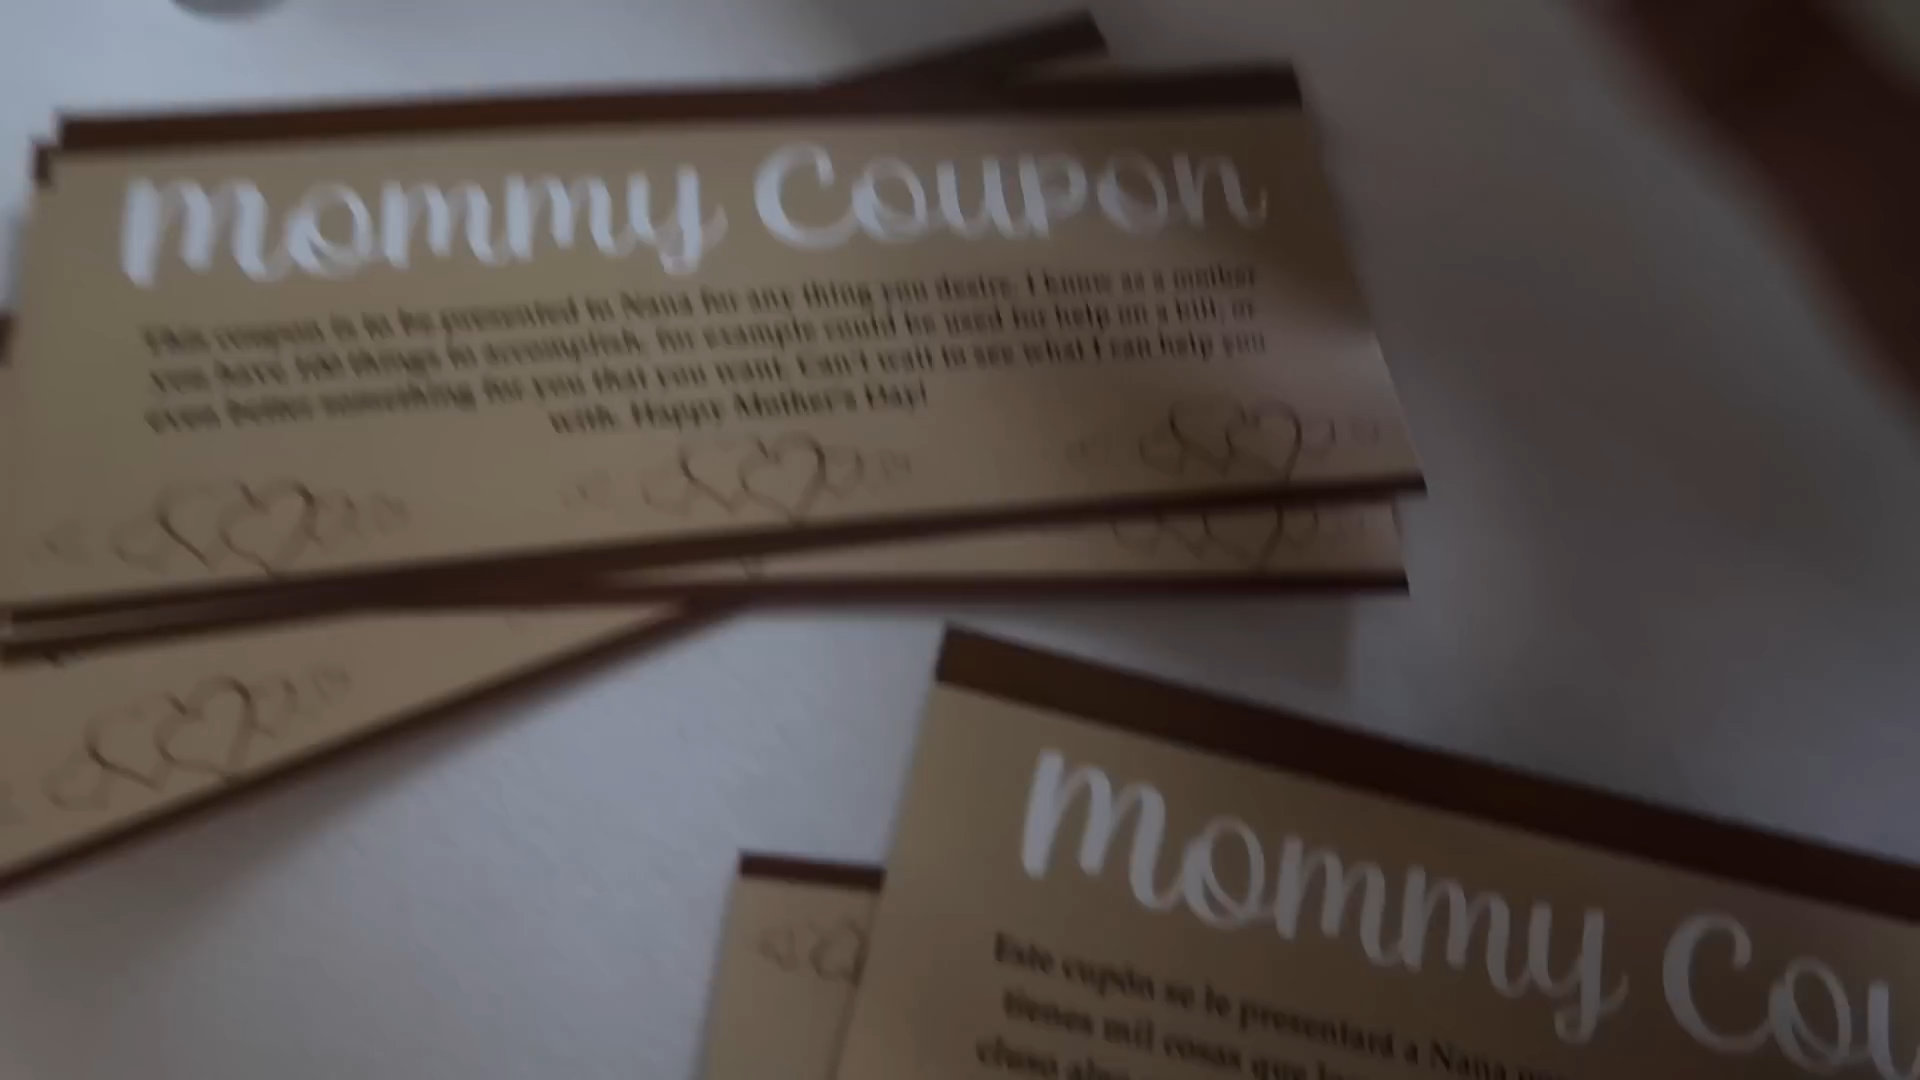 Mommy Coupon
This coupon is to be presented to Nana for any thing you desire. I know as a mother
you have 100 things to accomplish, for example could be used for help on a bill, or
even better something for you that you want. Can't wait to see what I can help you
with. Happy Mother's Day!
Mommy Cou
Este cupón se le presentará a Nana
tienes mil cosas que